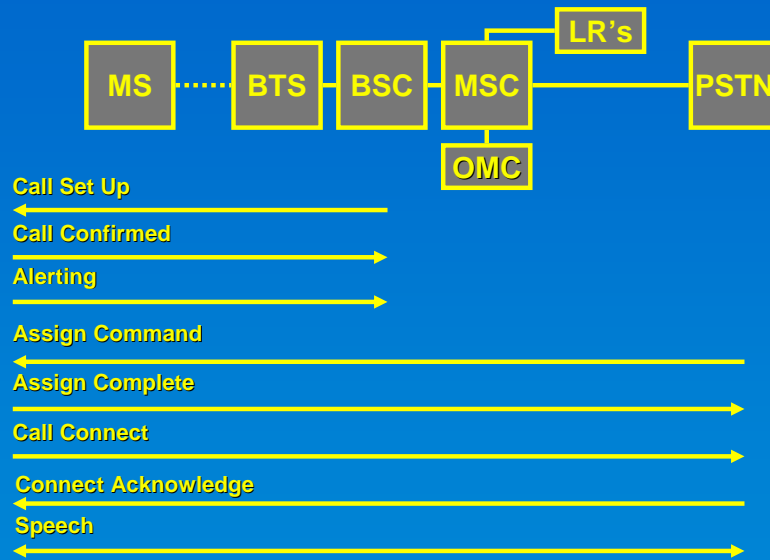 LR's
MS
BTS
BSC
MSC
PSTN
OMC
Call Set Up
Call Confirmed
Alerting
Assign Command
Assign Complete
Call Connect
Connect Acknowledge
Speech